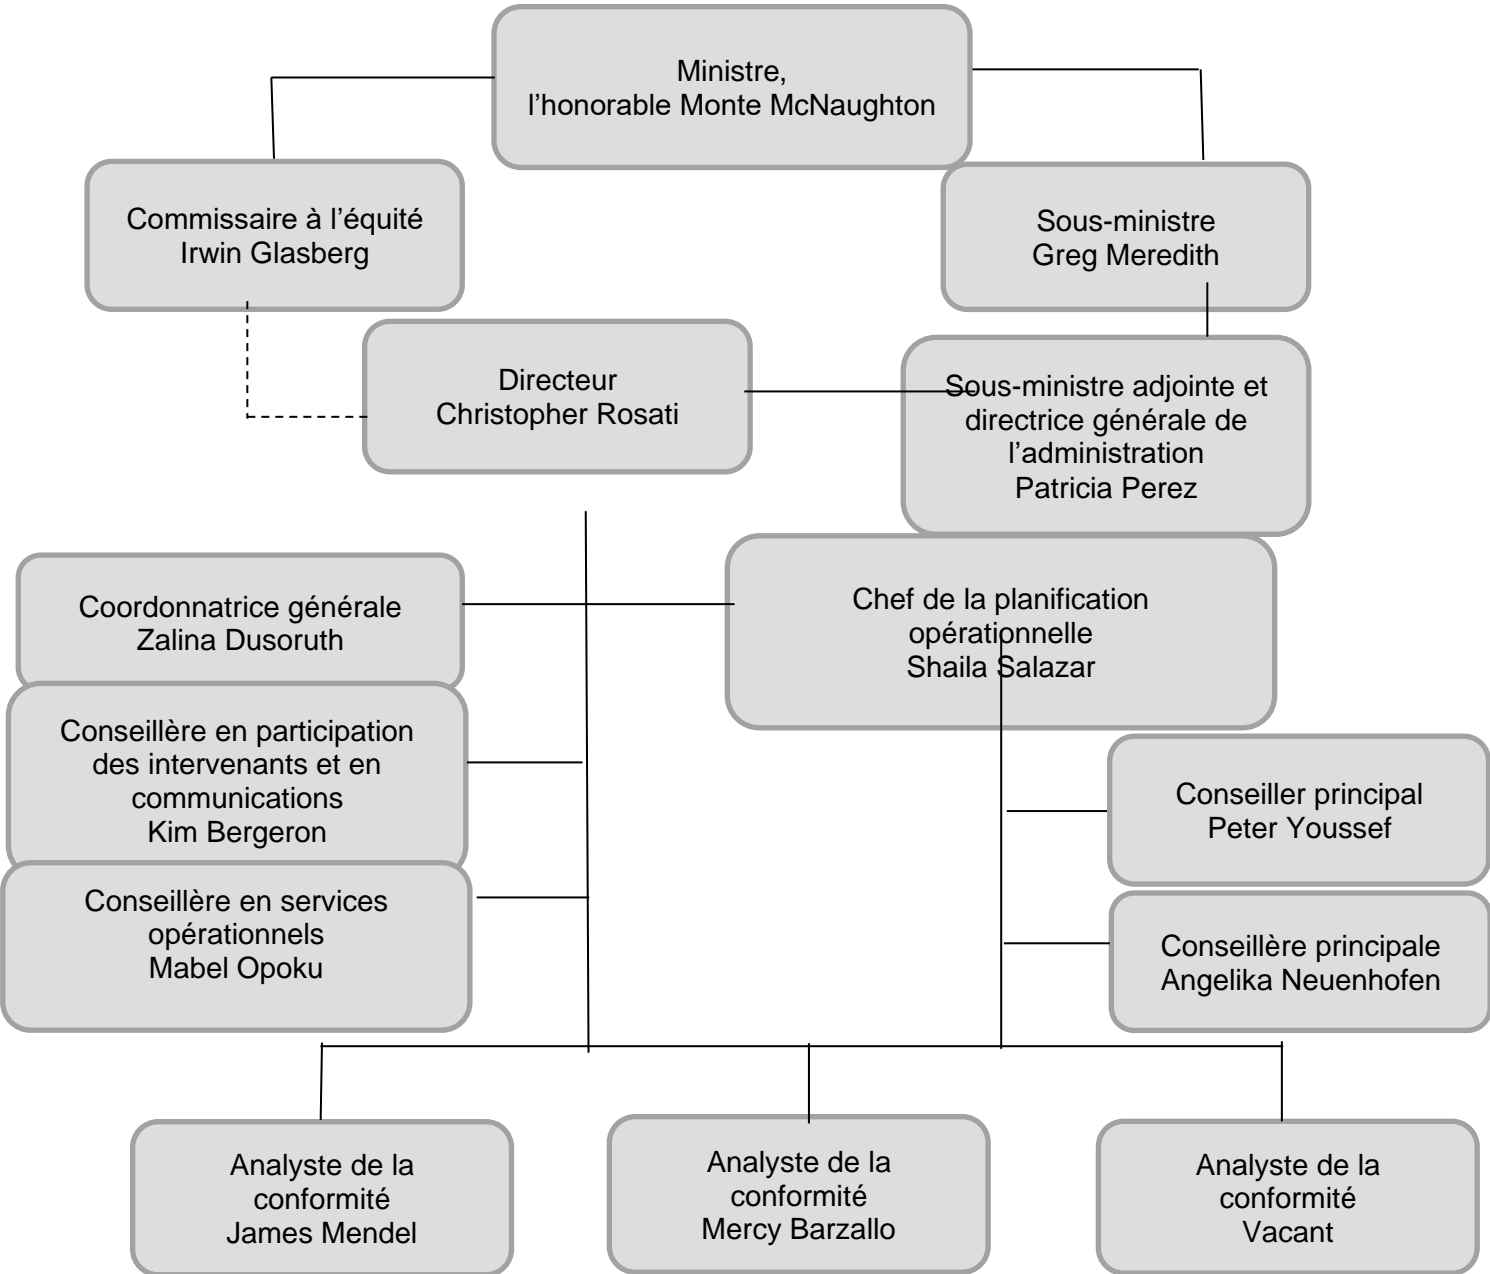 Ministre,
l’honorable Monte McNaughton
Commissaire à l’équité
Irwin Glasberg
Sous-ministre
Greg Meredith
Directeur
Christopher Rosati
Sous-ministre adjointe et
directrice générale de
l’administration
Patricia Perez
Coordonnatrice générale
Zalina Dusoruth
Chef de la planification
opérationnelle
Shaila Salazar
Conseillère en participation
des intervenants et en
communications
Kim Bergeron
Conseiller principal
Peter Youssef
Conseillère en services
opérationnels
Mabel Opoku
Conseillère principale
Angelika Neuenhofen
Analyste de la
conformité
James Mendel
Analyste de la
conformité
Mercy Barzallo
Analyste de la
conformité
Vacant